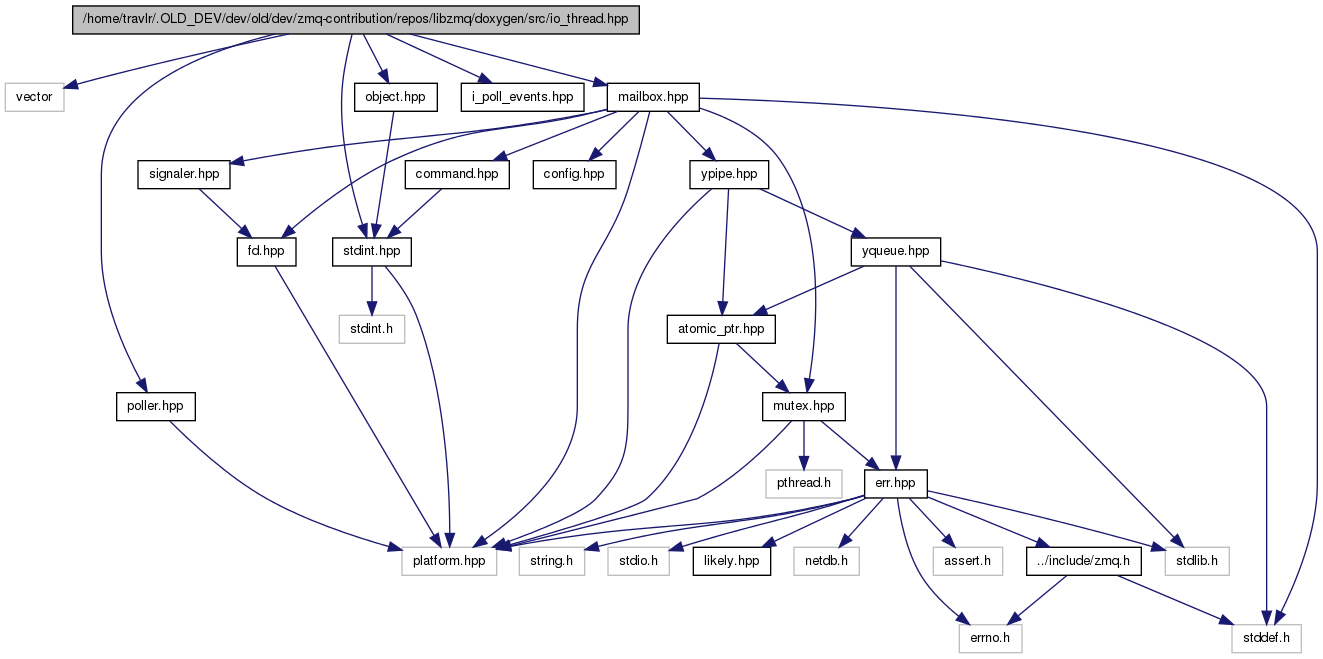 /home/travlr/.OLD_DEV/dev/old/dev/zmq-contribution/repos/libzmq/doxygen/src/io_thread.hpp
vector
object.hpp
i_poll_events.hpp
mailbox.hpp
signaler.hpp
command.hpp
config.hpp
ypipe.hpp
fd.hpp
stdint.hpp
yqueue.hpp
stdint.h
atomic_ptr.hpp
poller.hpp
mutex.hpp
pthread.h
err.hpp
platform.hpp
string.h
stdio.h
likely.hpp
netdb.h
assert.h
../include/zmq.h
stdlib.h
errno.h
stddef.h